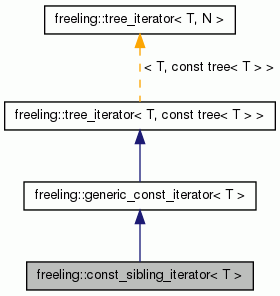 freeling::tree_iterator< T, N >
< T, const tree< T > >
freeling::tree_iterator< T, const tree< T > >
freeling::generic_const_iterator< T >
freeling::const_sibling_iterator< T >